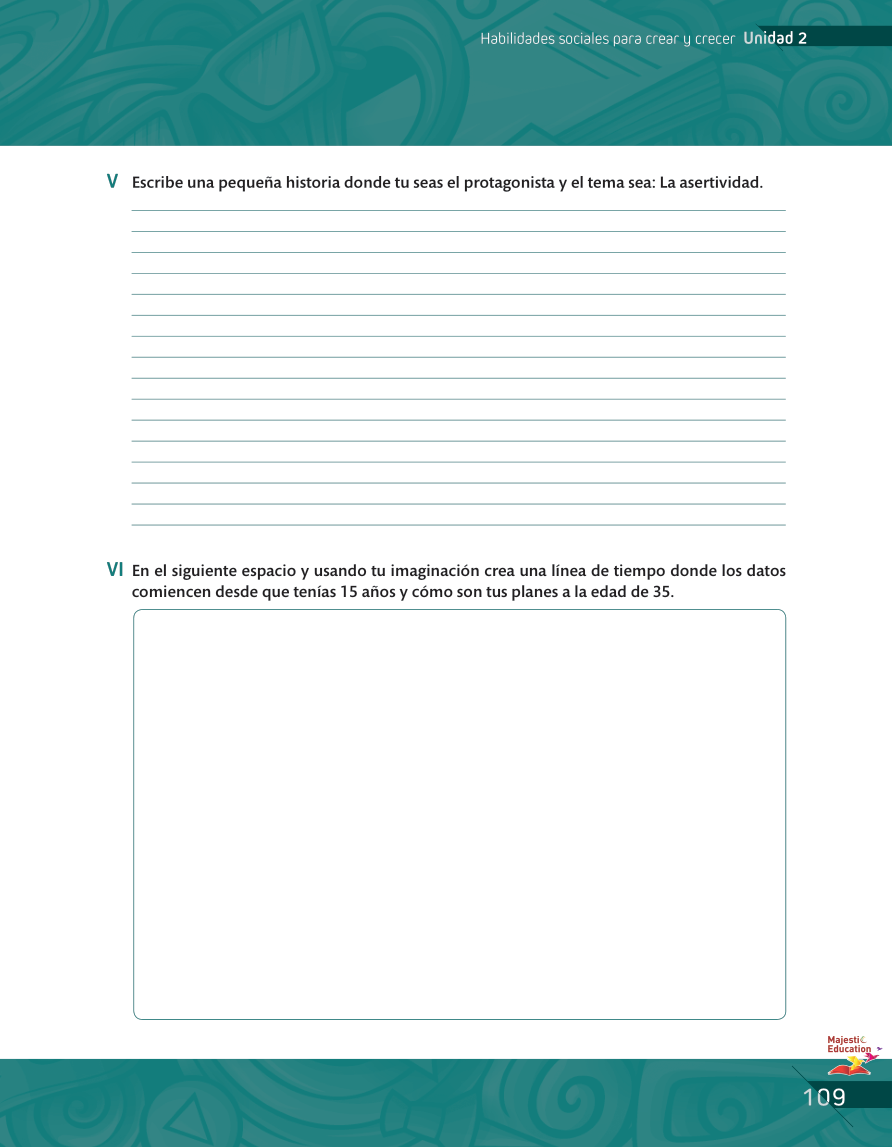 Habilidades sociales para crear y crecer Unidad 2
V Escribe una pequeña historia donde tu seas el protagonista y el tema sea: La asertividad.
VI En el siguiente espacio y usando tu imaginación crea una línea de tiempo donde los datos
comiencen desde que tenías 15 años y cómo son tus planes a la edad de 35.
Majestic
Education
109